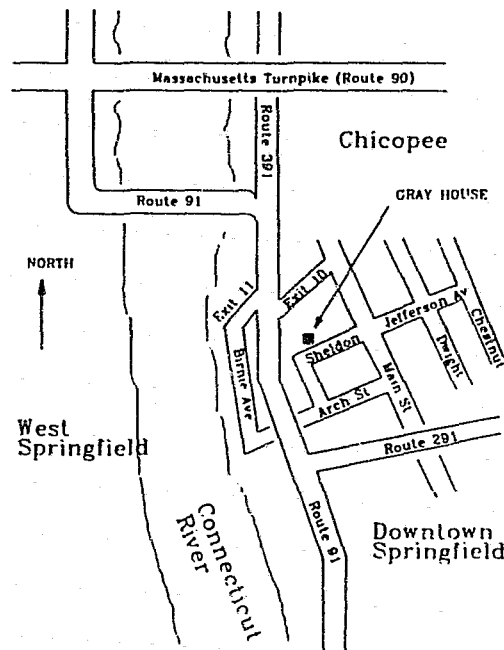 Massachusetts Turnpike (Route 90)
Route 391
Chicopee
Route 91
GRAY HOUSE
NORTH
Exit 11
Exit 10
Jefferson Av
Chestnut
Sheldon
Dwight
Birnie Ave
Main St
Arch St
West
Springfield
Route 291
Connecticut
River
Route 91
Downtown
Springfield